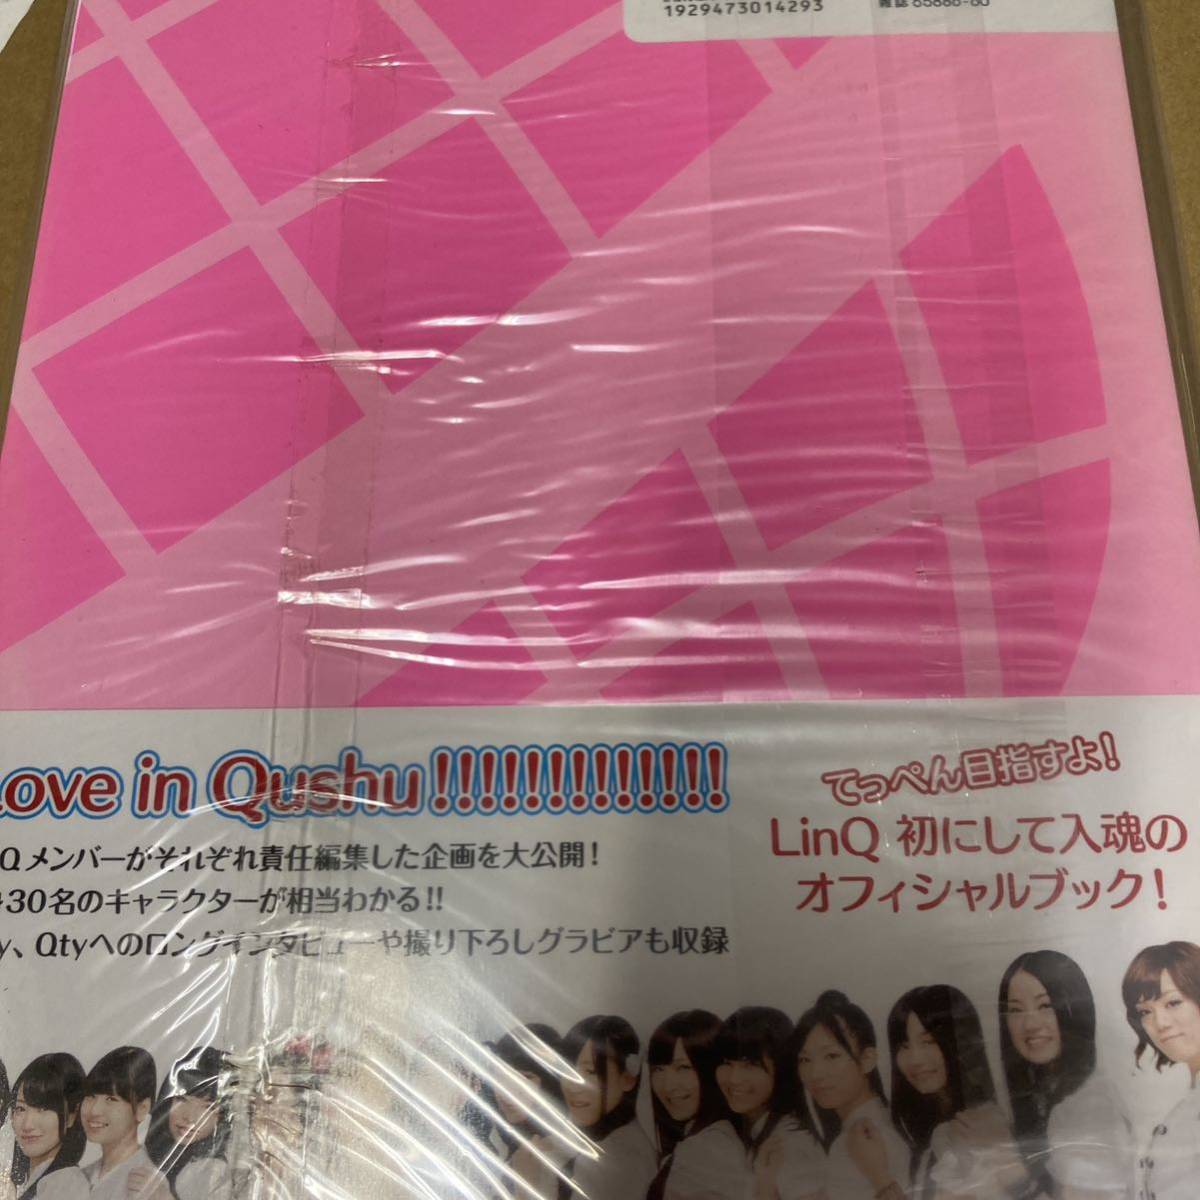 1929473014293
雑誌 65888-60
Love in Qushu!!!!!!!!!!!!!!
Qメンバーがそれぞれ責任編集した企画を大公開!
30名のキャラクターが相当わかる!!
y、Qtyへのロングインタビューや撮り下ろしグラビアも収録
てっぺん目指すよ!
LinQ 初にして入魂の
オフィシャルブック!